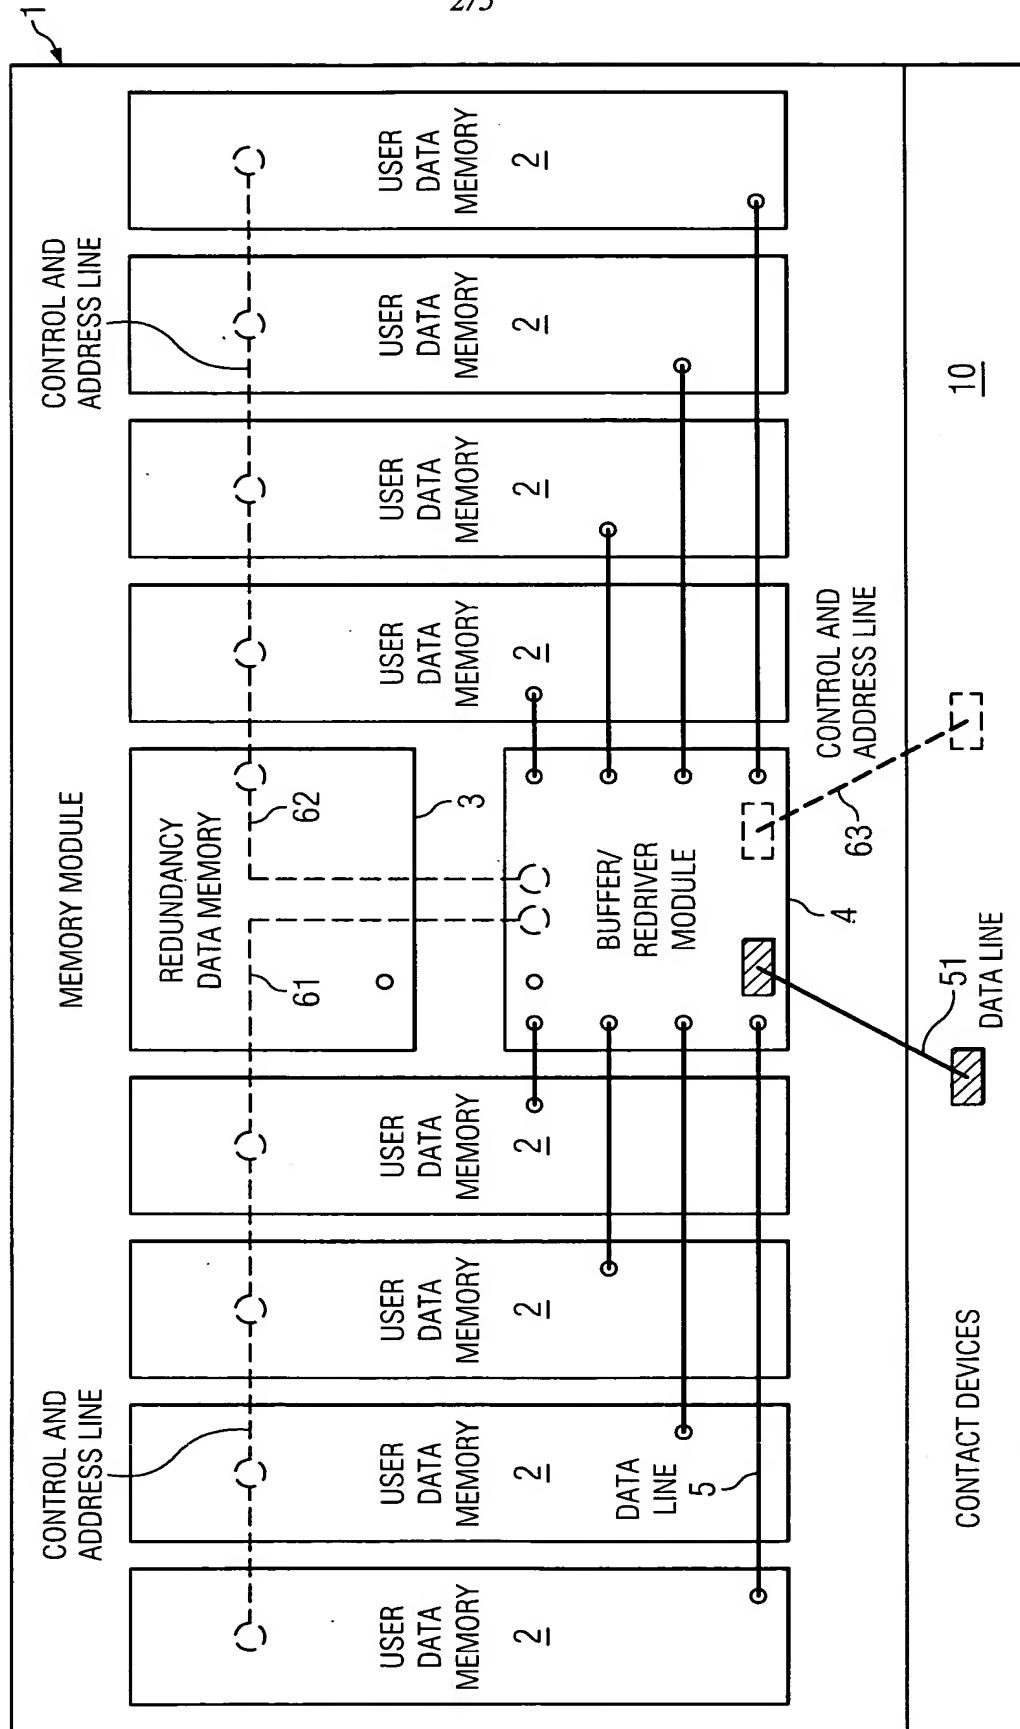 1
MEMORY MODULE
CONTROL AND
ADDRESS LINE
CONTROL AND
ADDRESS LINE
USER
DATA
MEMORY
2
USER
DATA
MEMORY
2
USER
DATA
MEMORY
2
USER
DATA
MEMORY
2
REDUNDANCY
DATA MEMORY
61
62
3
USER
DATA
MEMORY
2
USER
DATA
MEMORY
2
USER
DATA
MEMORY
2
USER
DATA
MEMORY
2
DATA
LINE
5
BUFFER/
REDRIVER
MODULE
4
CONTROL AND
ADDRESS LINE
63
CONTACT DEVICES
51
DATA LINE
10